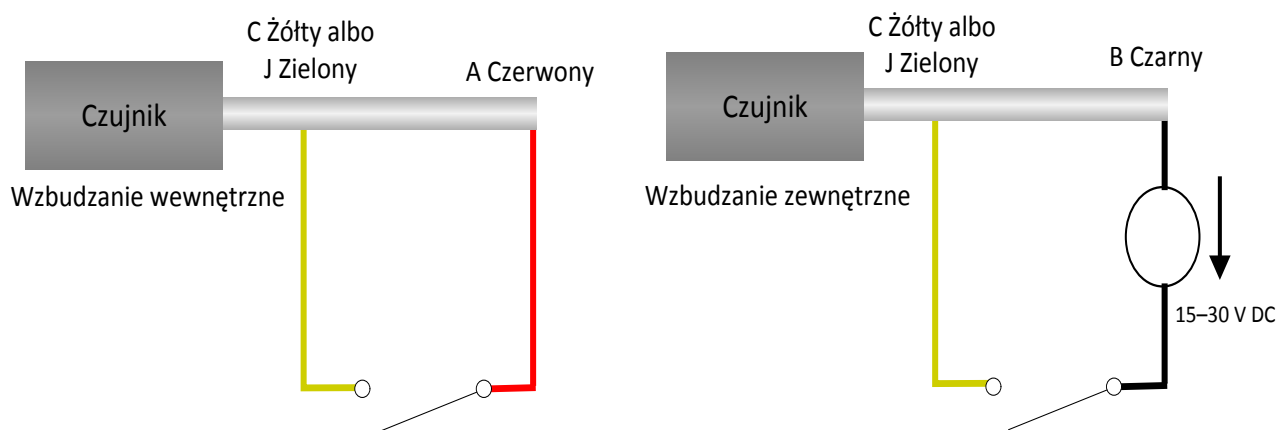 C Żółty albo
J Zielony
A Czerwony
Czujnik
Wzbudzanie wewnętrzne
C Żółty albo
J Zielony
B Czarny
Czujnik
Wzbudzanie zewnętrzne
15–30 V DC